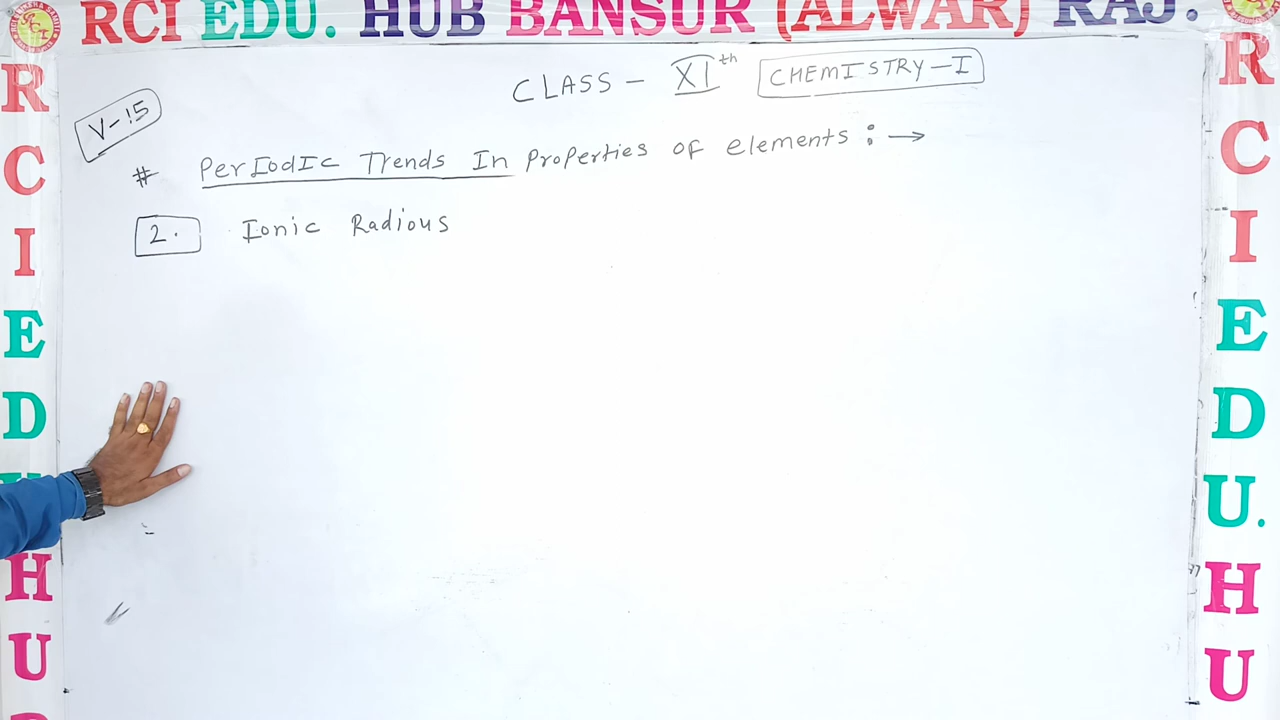 RCI EDU. HUB BANSUR (ALWAR) RAJ.
CLASS - XIth CHEMISTRY-I
V-15
# Periodic Trends In Properties of elements : →
2. Ionic Radious
R
C
I
E
D
U
H
U
R
C
I
E
D
U.
H
U